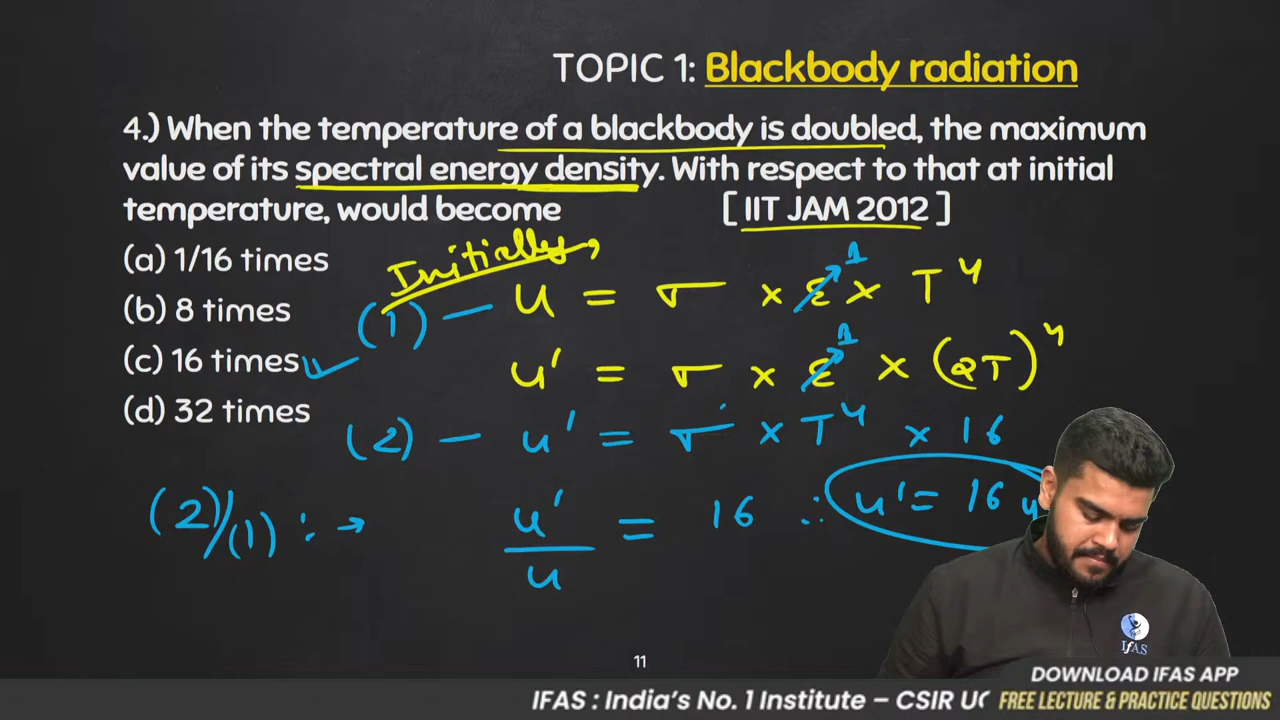 TOPIC 1: Blackbody radiation
4.) When the temperature of a blackbody is doubled, the maximum
value of its spectral energy density. With respect to that at initial
temperature, would become [ IIT JAM 2012 ]
(a) 1/16 times
(b) 8 times
(c) 16 times
(d) 32 times
Initially →
(1) — u = σ × ε 1 × T⁴
u' = σ × ε 1 × (2T)⁴
(2) — u' = σ × T⁴ × 16
(2)/(1) : → u'/u = 16 ∴ u' = 16 u
IFAS
11
DOWNLOAD IFAS APP
IFAS : India's No. 1 Institute – CSIR
FREE LECTURE & PRACTICE QUESTIONS